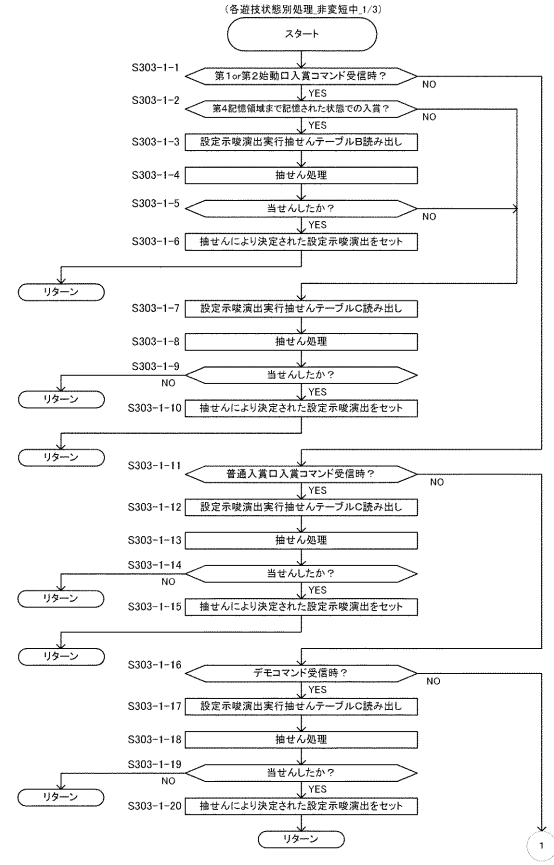 (各遊技状態別処理_非変短中_1/3)
スタート
S303-1-1
第1or第2始動口入賞コマンド受信時？
NO
YES
S303-1-2
第4記憶領域まで記憶された状態での入賞？
NO
YES
S303-1-3
設定示唆演出実行抽せんテーブルB読み出し
S303-1-4
抽せん処理
S303-1-5
当せんしたか？
NO
YES
S303-1-6
抽せんにより決定された設定示唆演出をセット
リターン
S303-1-7
設定示唆演出実行抽せんテーブルC読み出し
S303-1-8
抽せん処理
S303-1-9
当せんしたか？
NO
YES
リターン
S303-1-10
抽せんにより決定された設定示唆演出をセット
リターン
S303-1-11
普通入賞口入賞コマンド受信時？
NO
YES
S303-1-12
設定示唆演出実行抽せんテーブルC読み出し
S303-1-13
抽せん処理
S303-1-14
当せんしたか？
NO
YES
リターン
S303-1-15
抽せんにより決定された設定示唆演出をセット
リターン
S303-1-16
デモコマンド受信時？
NO
YES
S303-1-17
設定示唆演出実行抽せんテーブルC読み出し
S303-1-18
抽せん処理
S303-1-19
当せんしたか？
NO
YES
リターン
S303-1-20
抽せんにより決定された設定示唆演出をセット
リターン
1